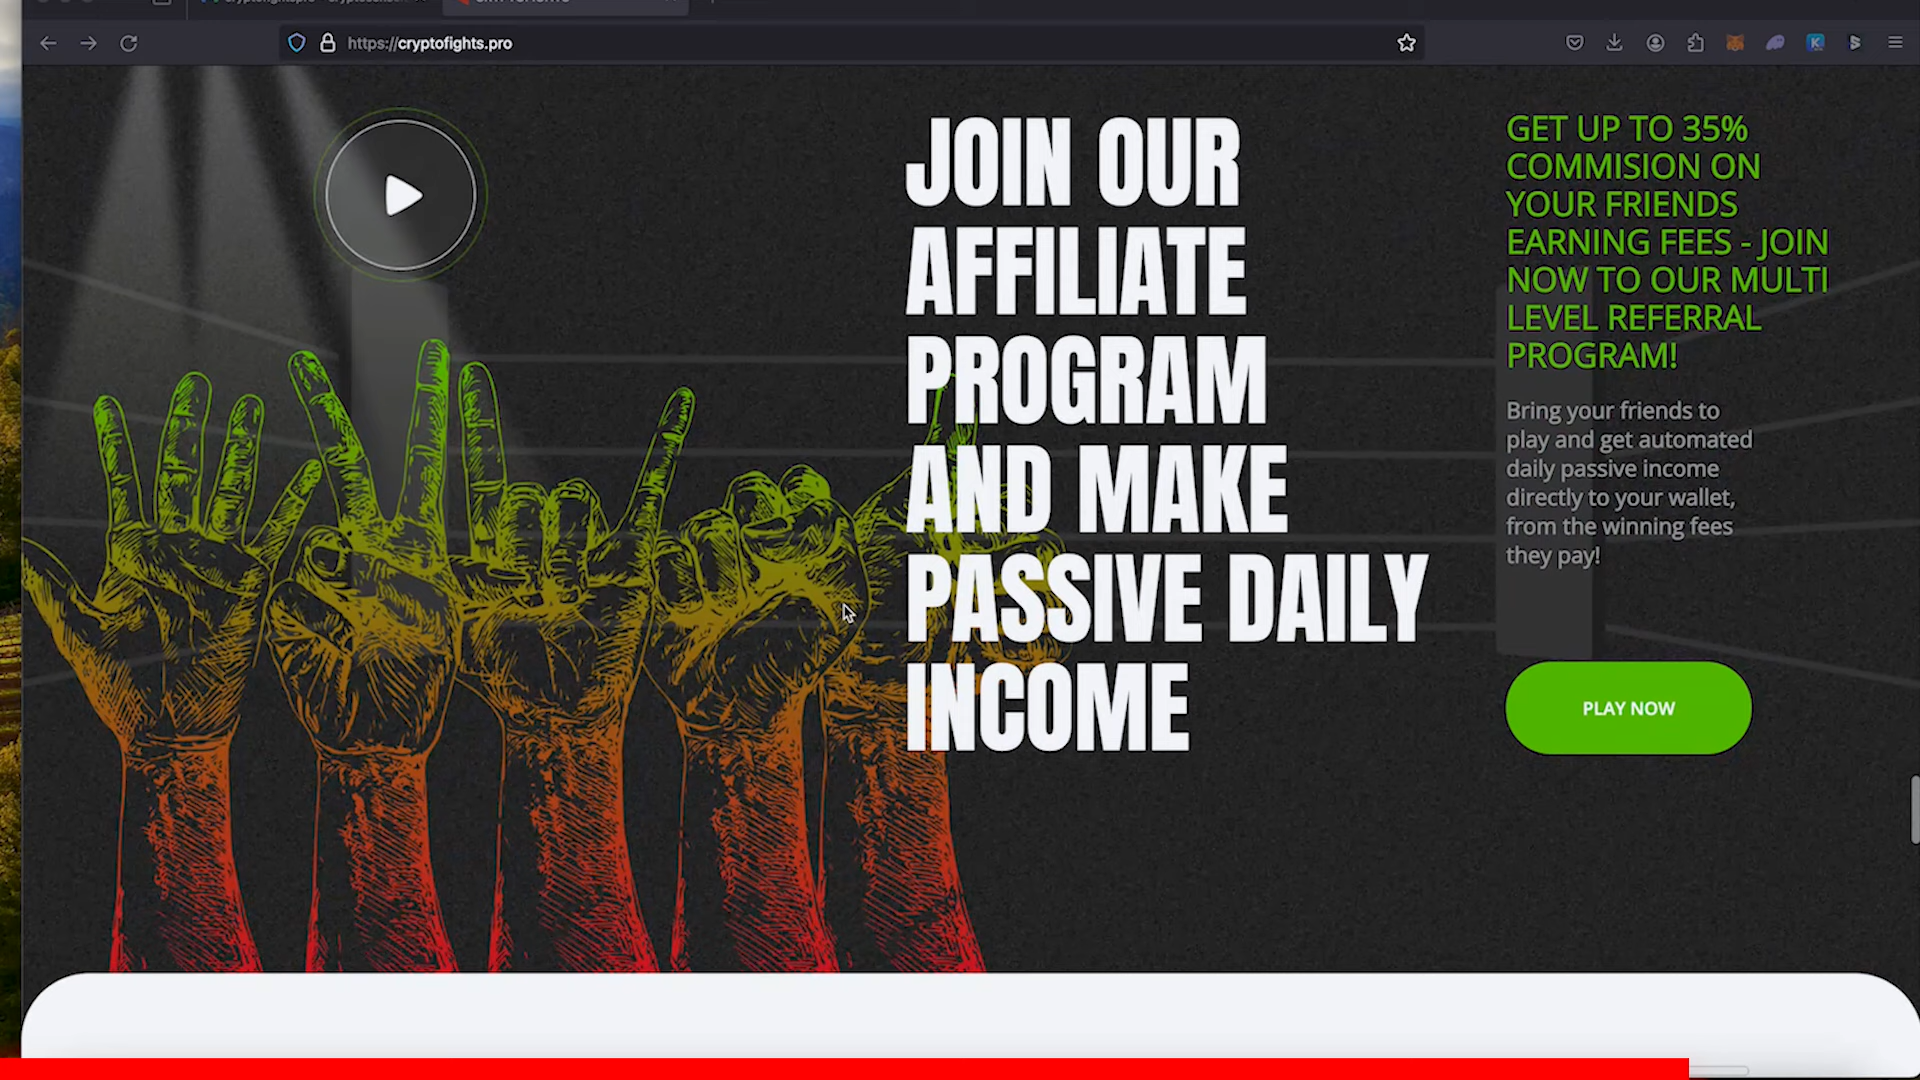 https://cryptofights.pro
JOIN OUR
AFFILIATE
PROGRAM
AND MAKE
PASSIVE DAILY
INCOME
GET UP TO 35%
COMMISION ON
YOUR FRIENDS
EARNING FEES - JOIN
NOW TO OUR MULTI
LEVEL REFERRAL
PROGRAM!
Bring your friends to
play and get automated
daily passive income
directly to your wallet,
from the winning fees
they pay!
PLAY NOW